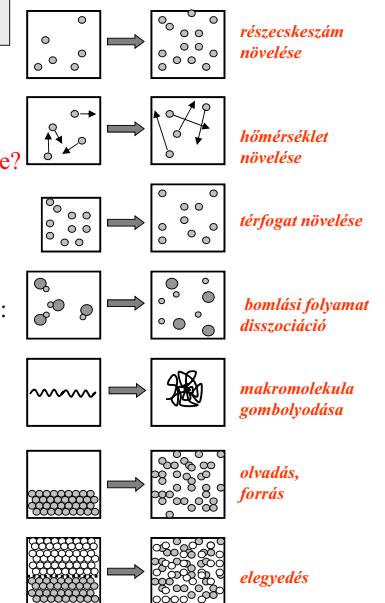 részecskeszám
növelése
hőmérséklet
növelése
e?
térfogat növelése
:
bomlási folyamat
disszociáció
makromolekula
gombolyodása
olvadás,
forrás
elegyedés